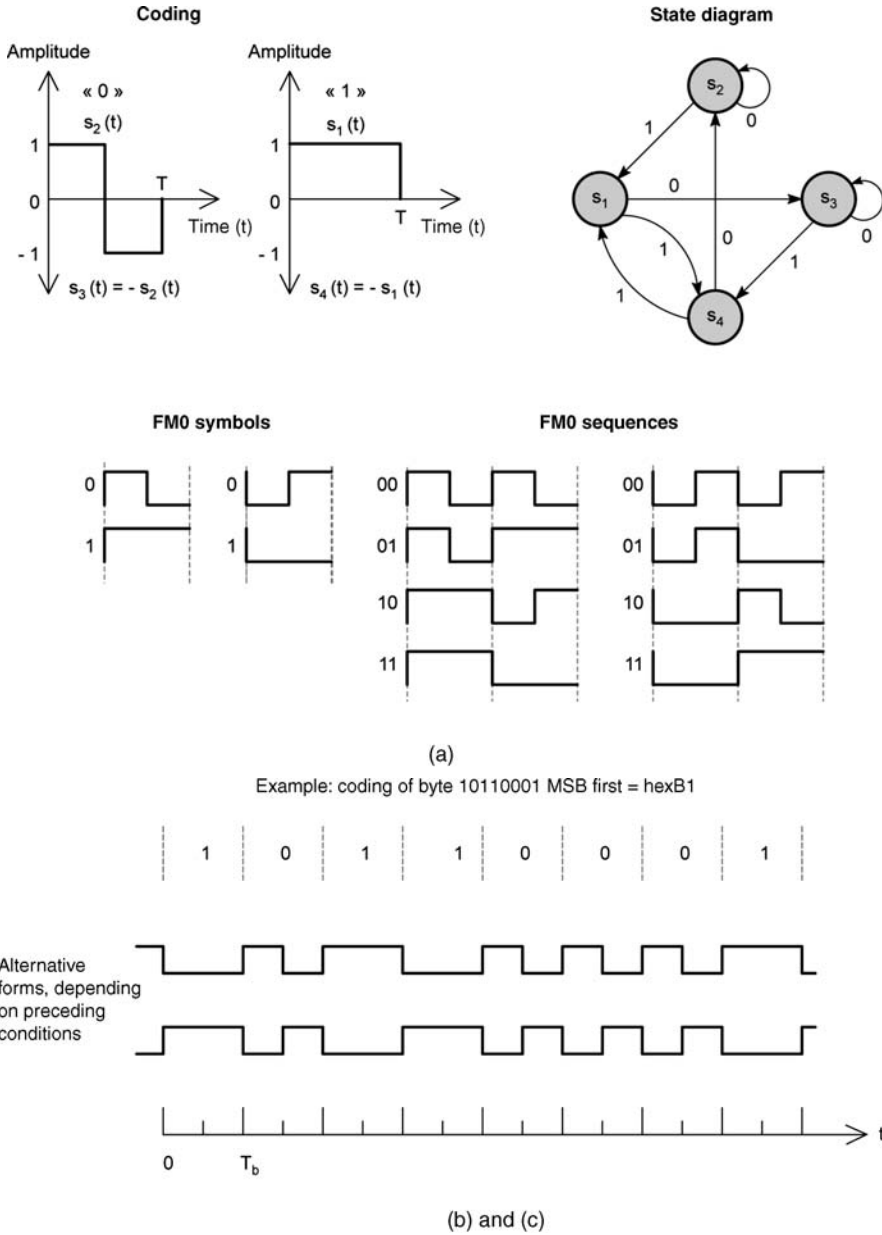 Coding
State diagram
Amplitude
Amplitude
« 0 »
« 1 »
s2 (t)
s1 (t)
1
T
0
Time (t)
- 1
s3 (t) = - s2 (t)
1
0
T
Time (t)
- 1
s4 (t) = - s1 (t)
s2
0
1
s1
0
s3
0
1
1
0
1
s4
FM0 symbols
FM0 sequences
0
0
00
00
1
1
01
01
10
10
11
11
(a)
Example: coding of byte 10110001 MSB first = hexB1
1 0 1 1 0 0 0 1
Alternative
forms, depending
on preceding
conditions
t
0
Tb
(b) and (c)